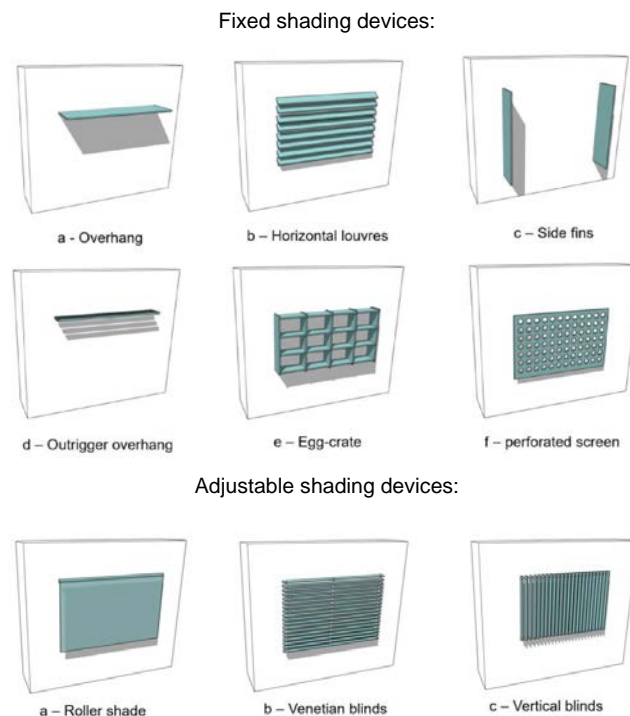 Fixed shading devices:
a - Overhang
b – Horizontal louvres
c – Side fins
d – Outrigger overhang
e – Egg-crate
f – perforated screen
Adjustable shading devices:
a – Roller shade
b – Venetian blinds
c – Vertical blinds